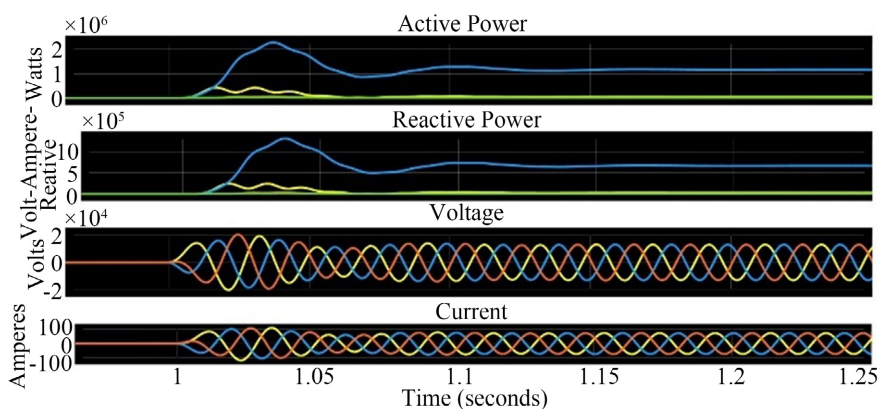 Active Power
×10⁶
Watts
2
1
0
Reactive Power
×10⁵
Volt-Ampere-
Reative
10
5
0
Voltage
×10⁴
Volts
2
0
-2
Current
Amperes
100
0
-100
1
1.05
1.1
1.15
1.2
1.25
Time (seconds)